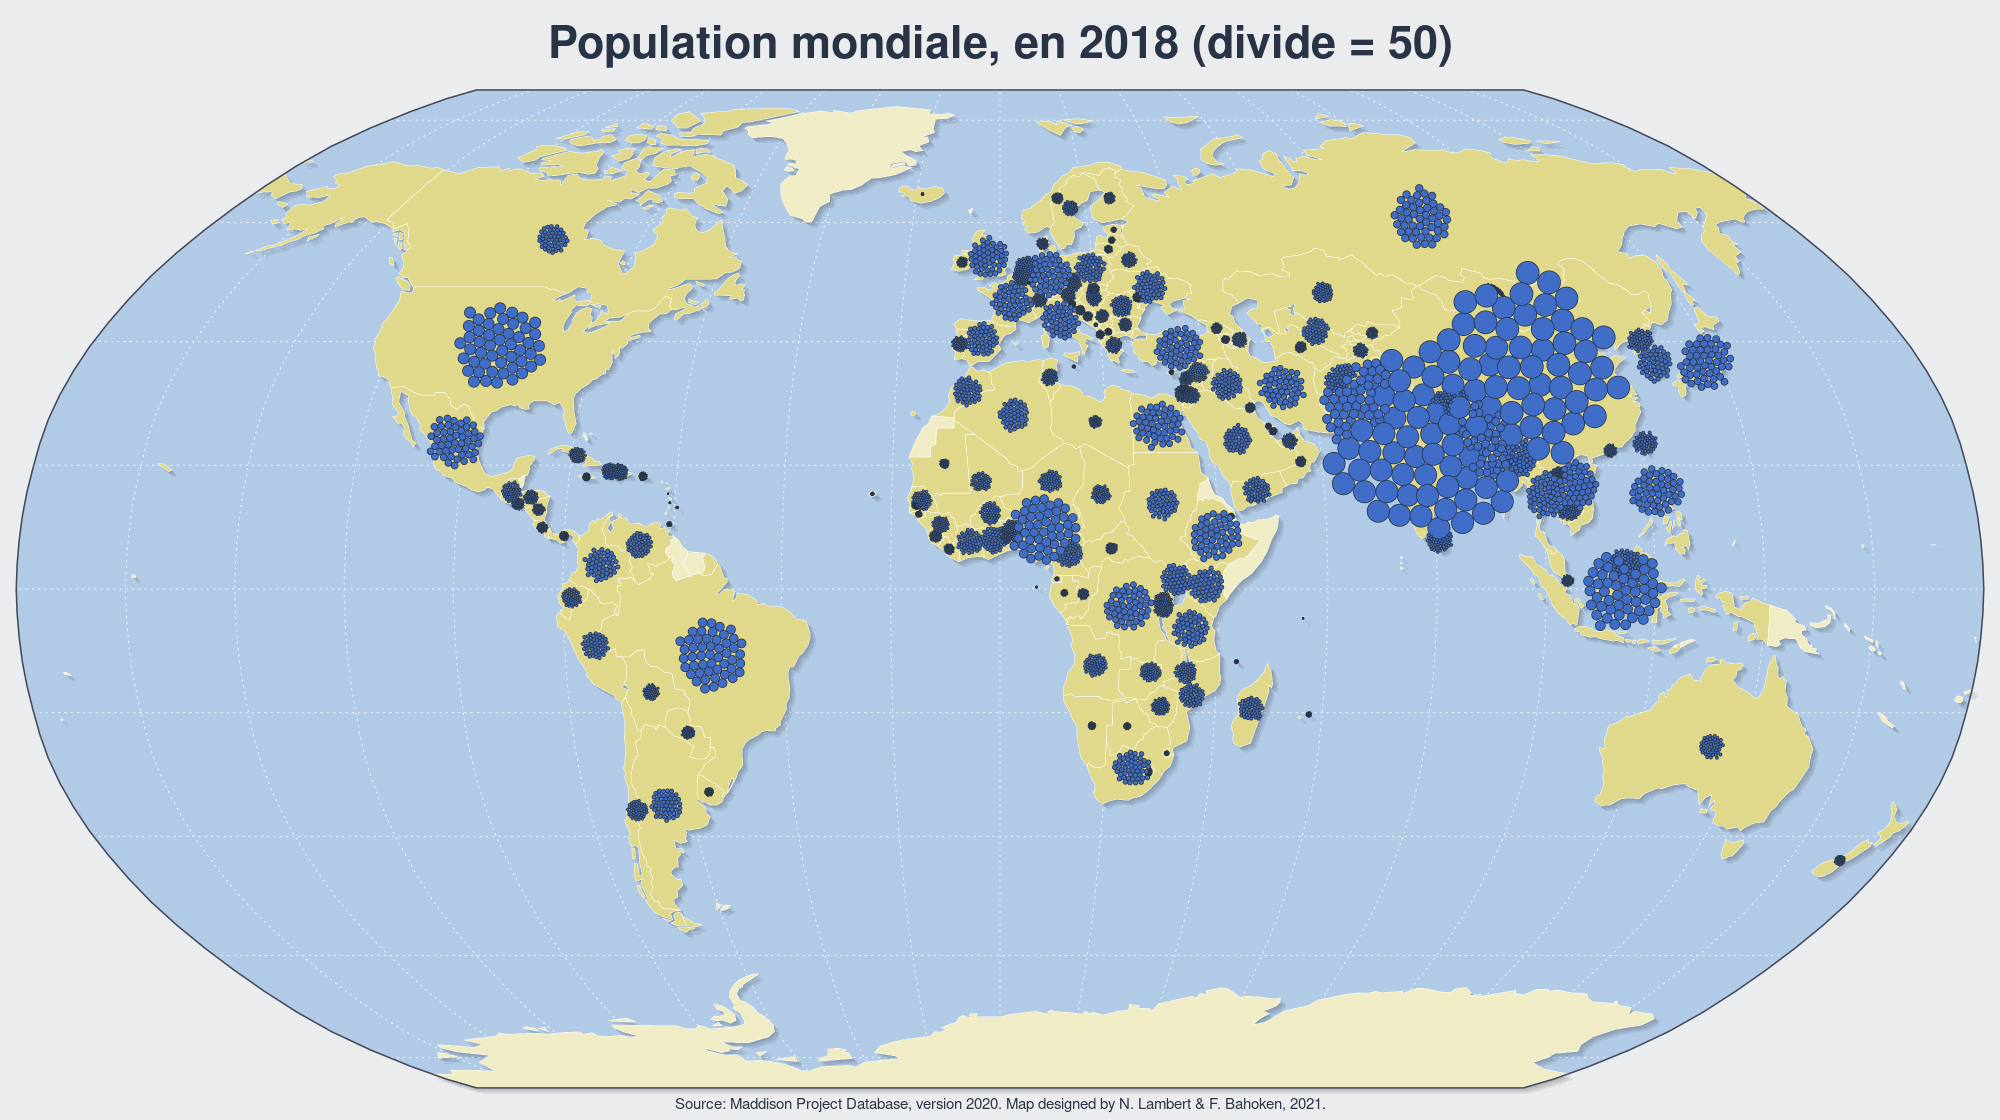 Population mondiale, en 2018 (divide = 50)
Source: Maddison Project Database, version 2020. Map designed by N. Lambert & F. Bahoken, 2021.